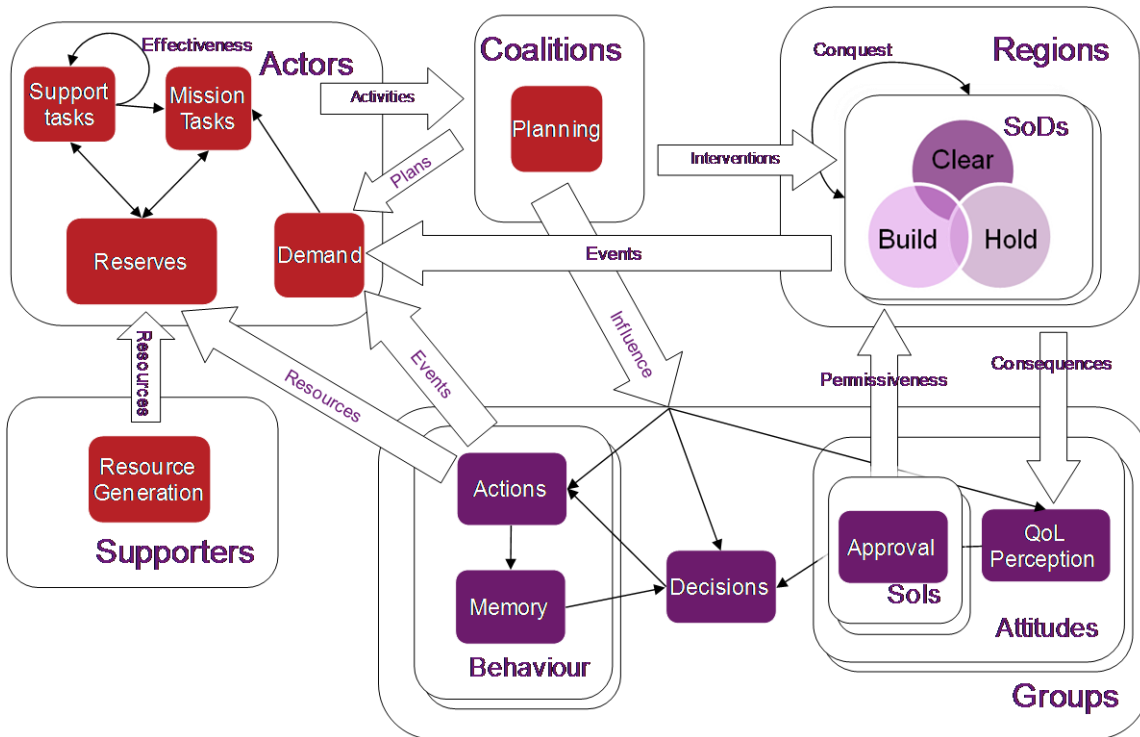 Effectiveness
Actors
Support
tasks
Mission
Tasks
Reserves
Demand
Activities
Plans
Coalitions
Planning
Interventions
Conquest
Regions
SoDs
Clear
Build
Hold
Events
Influence
Resources
Resources
Events
Permissiveness
Consequences
Resource
Generation
Supporters
Actions
Memory
Behaviour
Decisions
Approval
SoIs
QoL
Perception
Attitudes
Groups